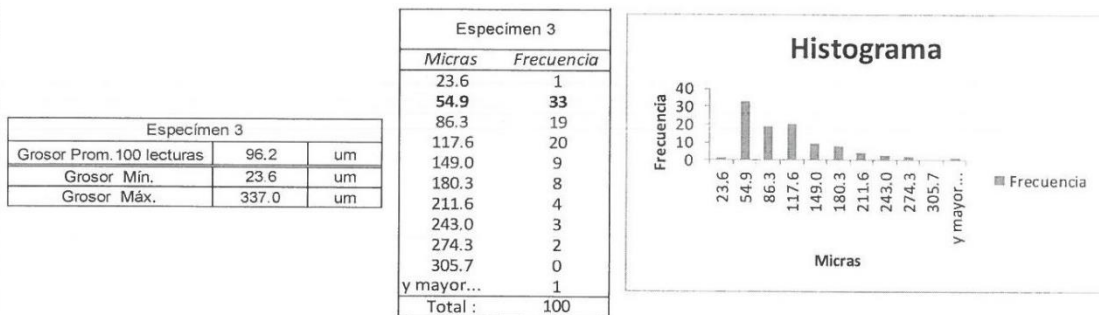 Espécimen 3
Grosor Prom.100 lecturas 96.2 um
Grosor Mín. 23.6 um
Grosor Máx. 337.0 um
Especimen 3
Micras Frecuencia
23.6 1
54.9 33
86.3 19
117.6 20
149.0 9
180.3 8
211.6 4
243.0 3
274.3 2
305.7 0
y mayor... 1
Total : 100
Histograma
Frecuencia
40
30
20
10
0
23.6
54.9
86.3
117.6
149.0
180.3
211.6
243.0
274.3
305.7
y mayor...
Micras
Frecuencia